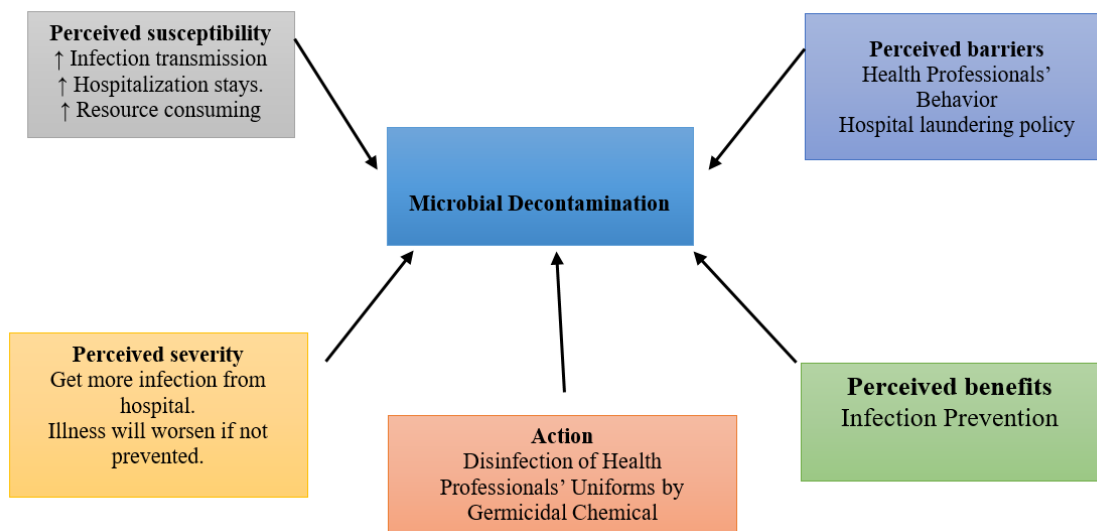 Perceived susceptibility
↑ Infection transmission
↑ Hospitalization stays.
↑ Resource consuming
Perceived barriers
Health Professionals'
Behavior
Hospital laundering policy
Microbial Decontamination
Perceived severity
Get more infection from
hospital.
Illness will worsen if not
prevented.
Action
Disinfection of Health
Professionals' Uniforms by
Germicidal Chemical
Perceived benefits
Infection Prevention